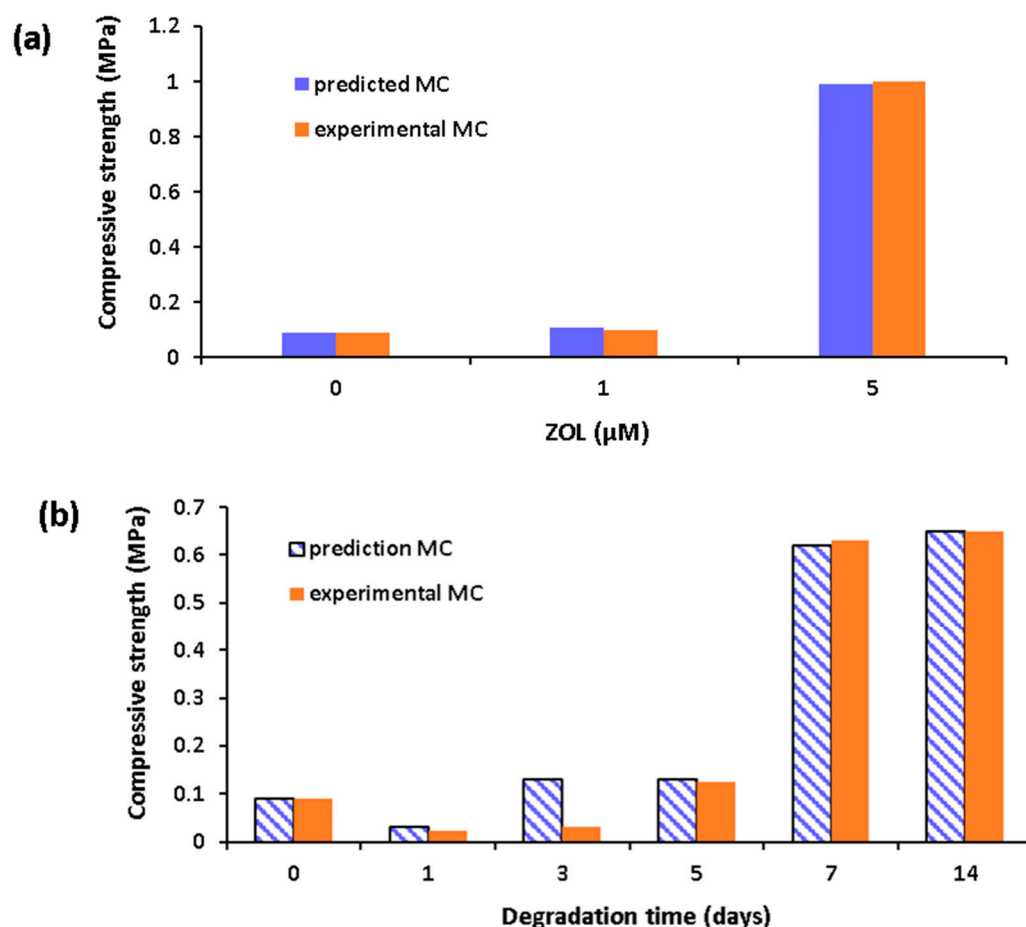 (a)
Compressive strength (MPa)
1.2
1
0.8
0.6
0.4
0.2
0
predicted MC
experimental MC
0 1 5
ZOL (µM)
(b)
Compressive strength (MPa)
0.7
0.6
0.5
0.4
0.3
0.2
0.1
0
prediction MC
experimental MC
0 1 3 5 7 14
Degradation time (days)